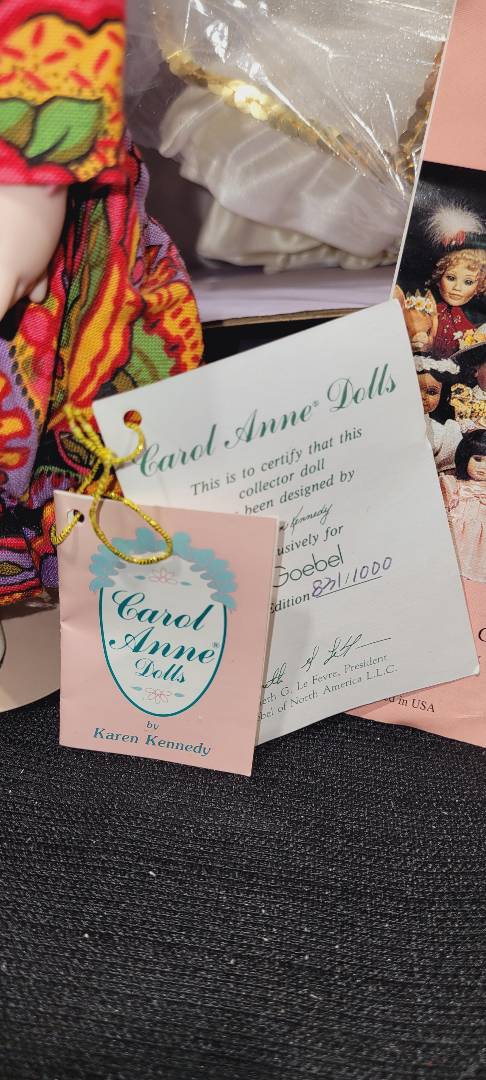 Carol Anne® Dolls
This is to certify that this
collector doll
been designed by
Kennedy
usively for
Goebel
Edition 831/1000
G. Le Fevre, President
of North America L.L.C.
Carol
Anne®
Dolls
by
Karen Kennedy
in USA